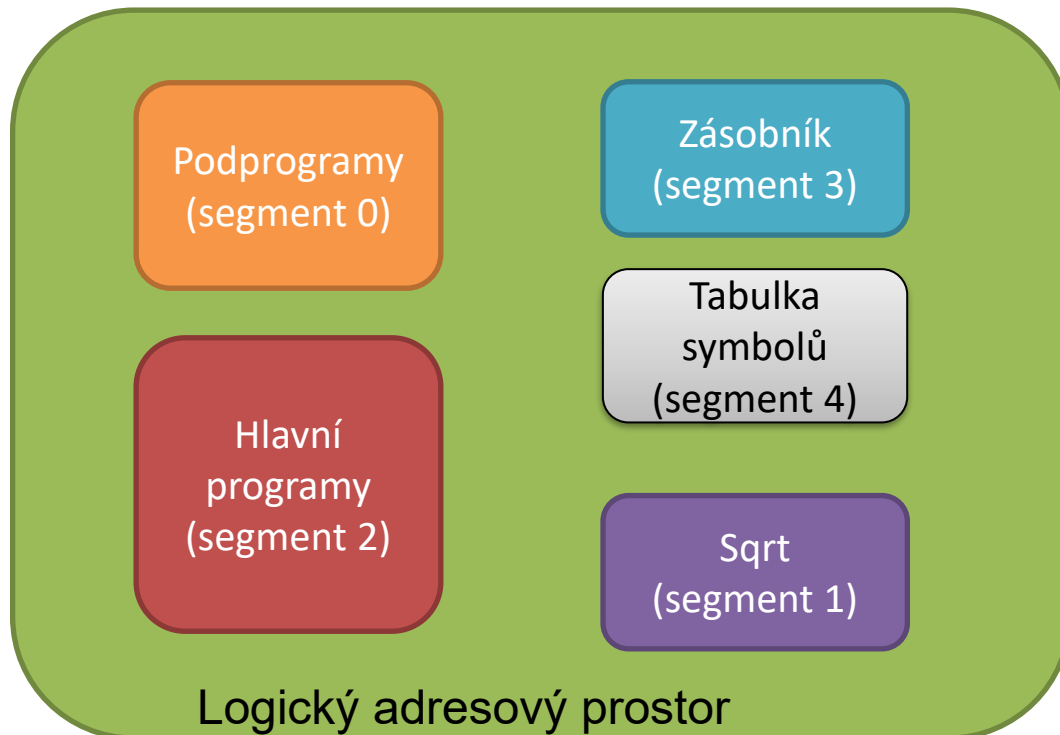 Podprogramy
(segment 0)
Zásobník
(segment 3)
Tabulka
symbolů
(segment 4)
Hlavní
programy
(segment 2)
Sqrt
(segment 1)
Logický adresový prostor